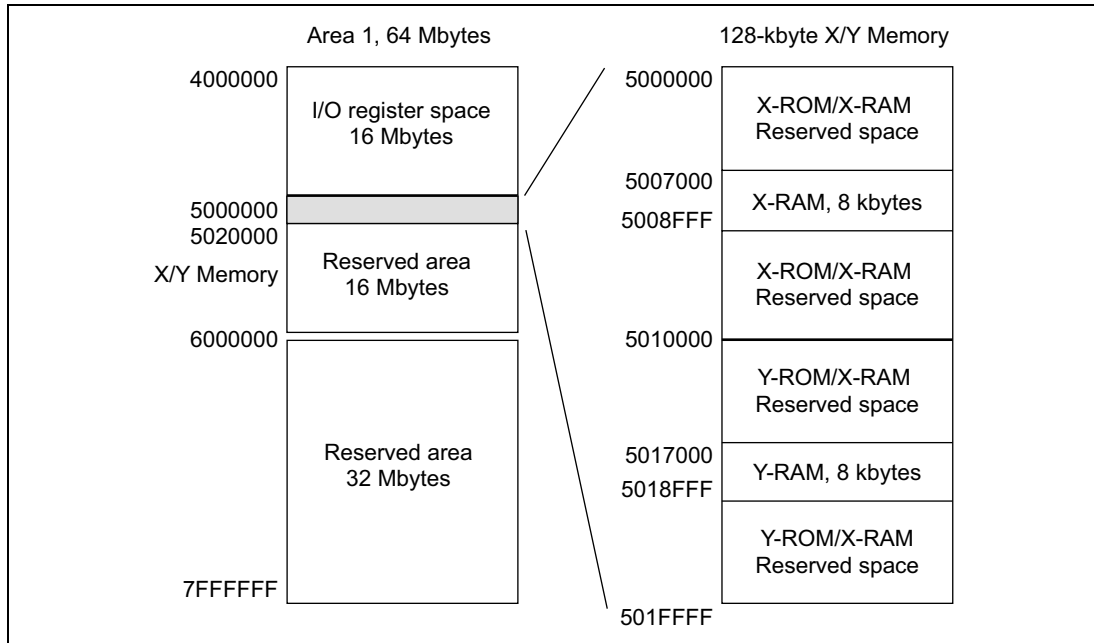 Area 1, 64 Mbytes
4000000
I/O register space
16 Mbytes
5000000
5020000
X/Y Memory
Reserved area
16 Mbytes
6000000
Reserved area
32 Mbytes
7FFFFFF
128-kbyte X/Y Memory
5000000
X-ROM/X-RAM
Reserved space
5007000
X-RAM, 8 kbytes
5008FFF
X-ROM/X-RAM
Reserved space
5010000
Y-ROM/X-RAM
Reserved space
5017000
Y-RAM, 8 kbytes
5018FFF
Y-ROM/X-RAM
Reserved space
501FFFF